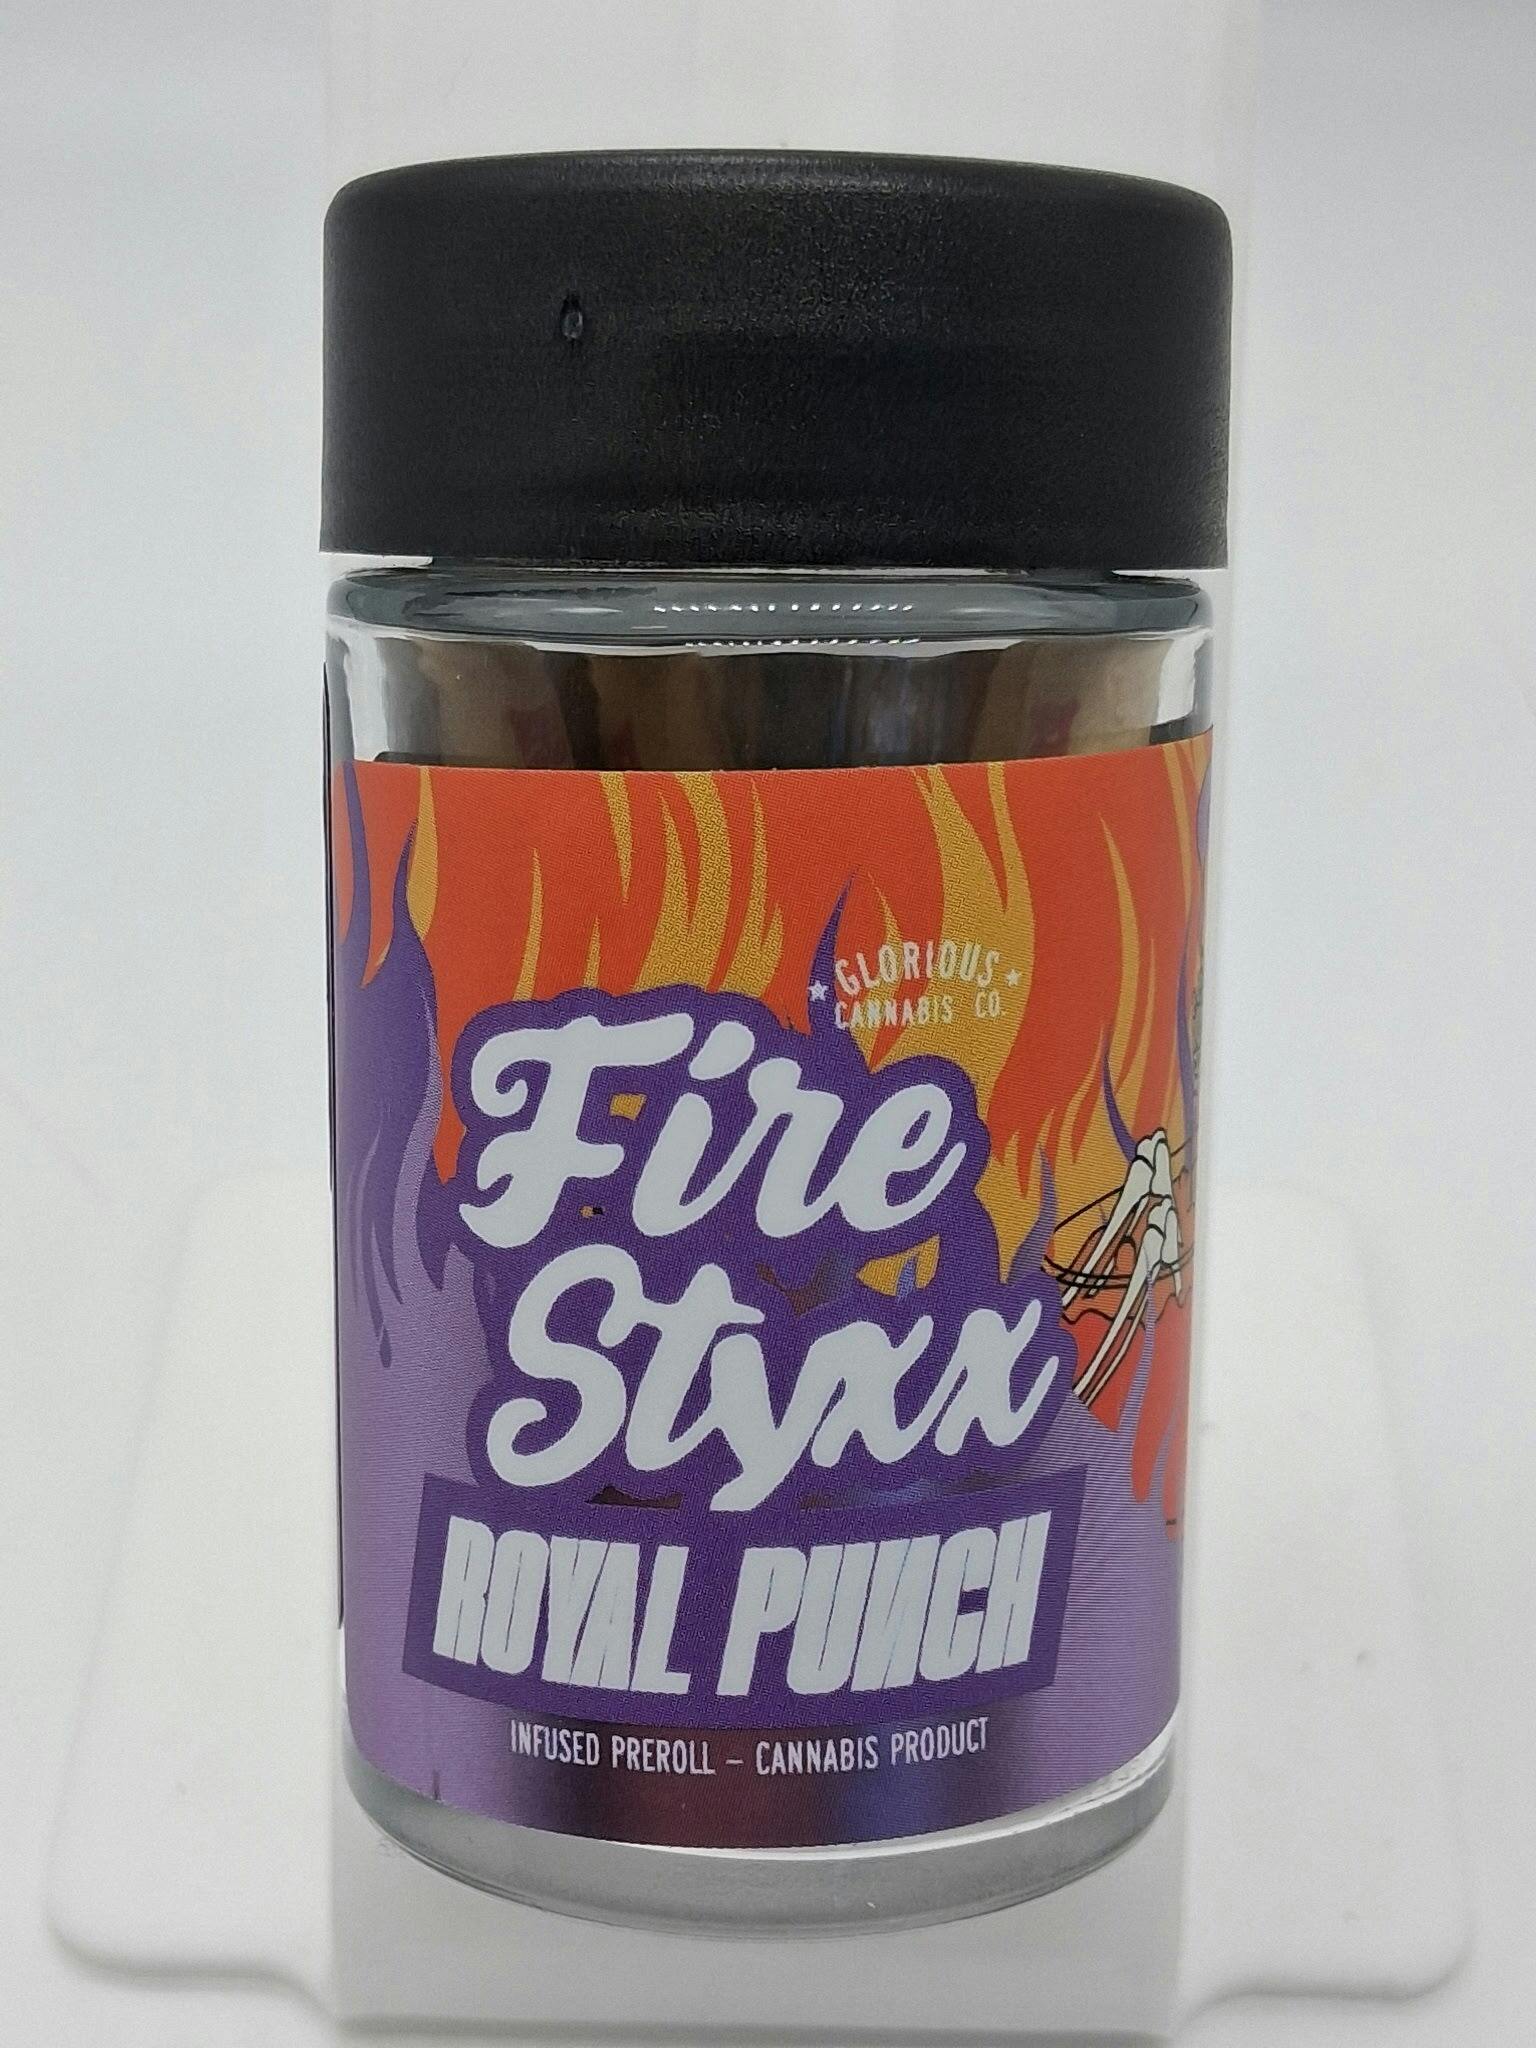 GLORIOUS
CANNABIS CO.
Fire
Styxx
ROYAL PUNCH
INFUSED PREROLL – CANNABIS PRODUCT